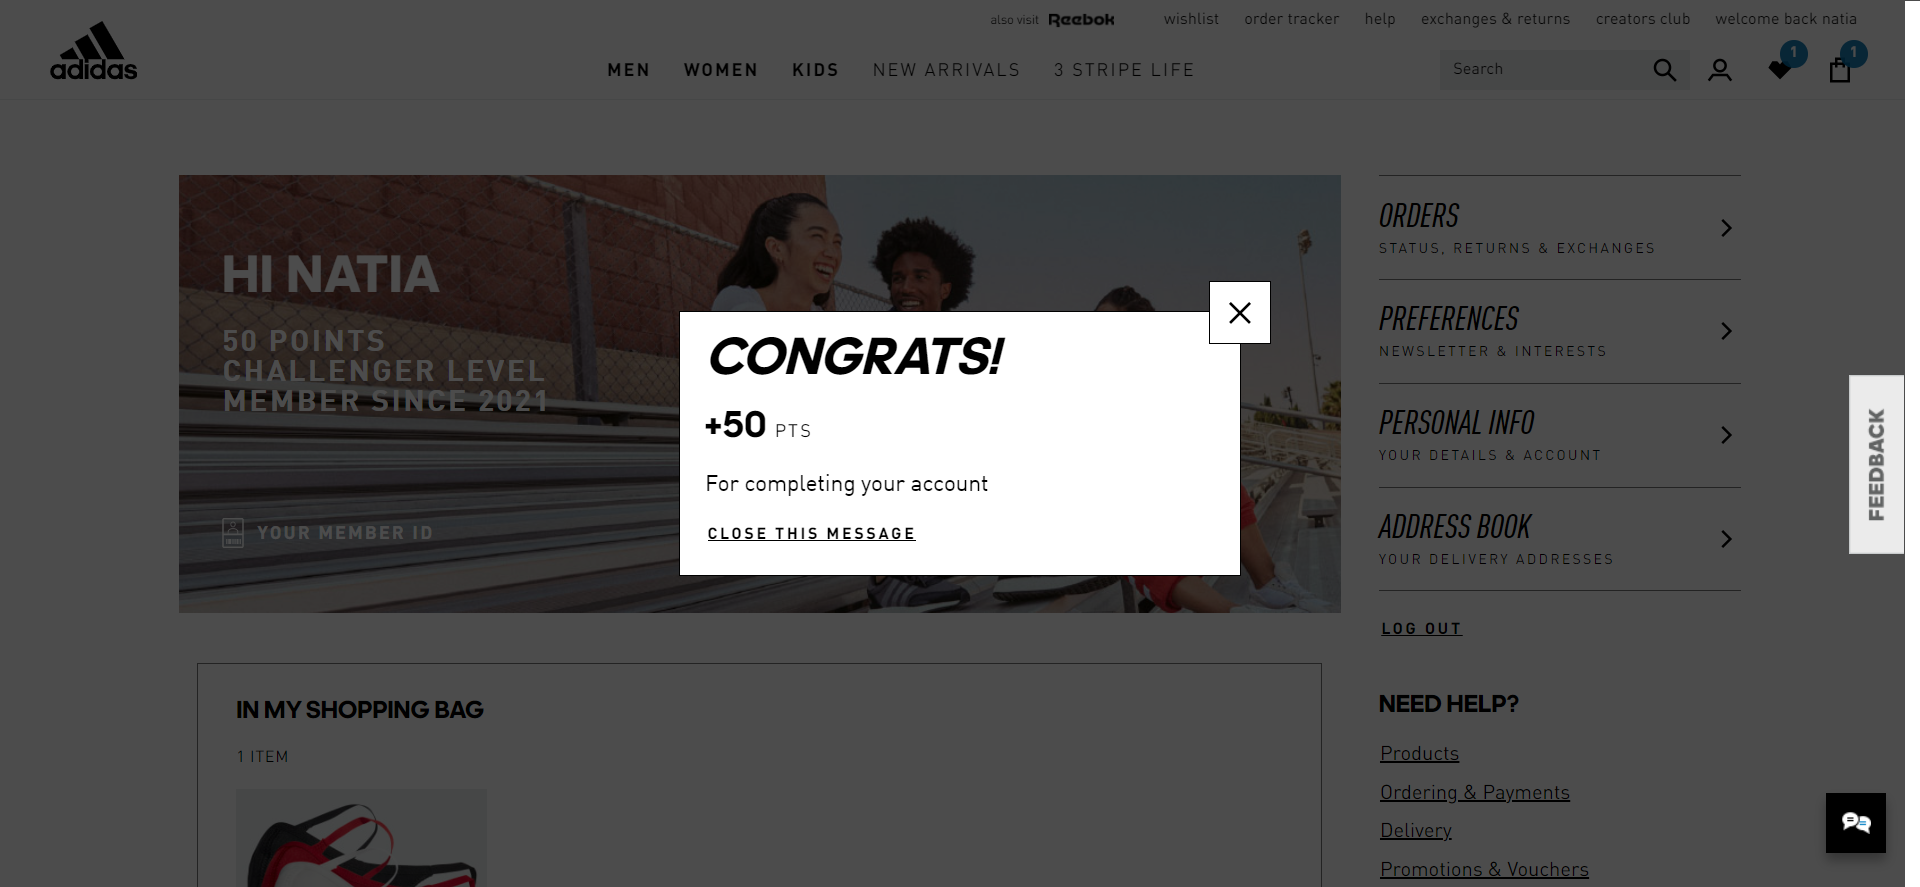 also visit Reebok wishlist order tracker help exchanges & returns creators club welcome back natia
adidas
MEN WOMEN KIDS NEW ARRIVALS 3 STRIPE LIFE
Search
1
1
HI NATIA
50 POINTS
CHALLENGER LEVEL
MEMBER SINCE 2021
YOUR MEMBER ID
CONGRATS!
+50 PTS
For completing your account
CLOSE THIS MESSAGE
ORDERS
STATUS, RETURNS & EXCHANGES
PREFERENCES
NEWSLETTER & INTERESTS
PERSONAL INFO
YOUR DETAILS & ACCOUNT
ADDRESS BOOK
YOUR DELIVERY ADDRESSES
LOG OUT
FEEDBACK
IN MY SHOPPING BAG
1 ITEM
NEED HELP?
Products
Ordering & Payments
Delivery
Promotions & Vouchers